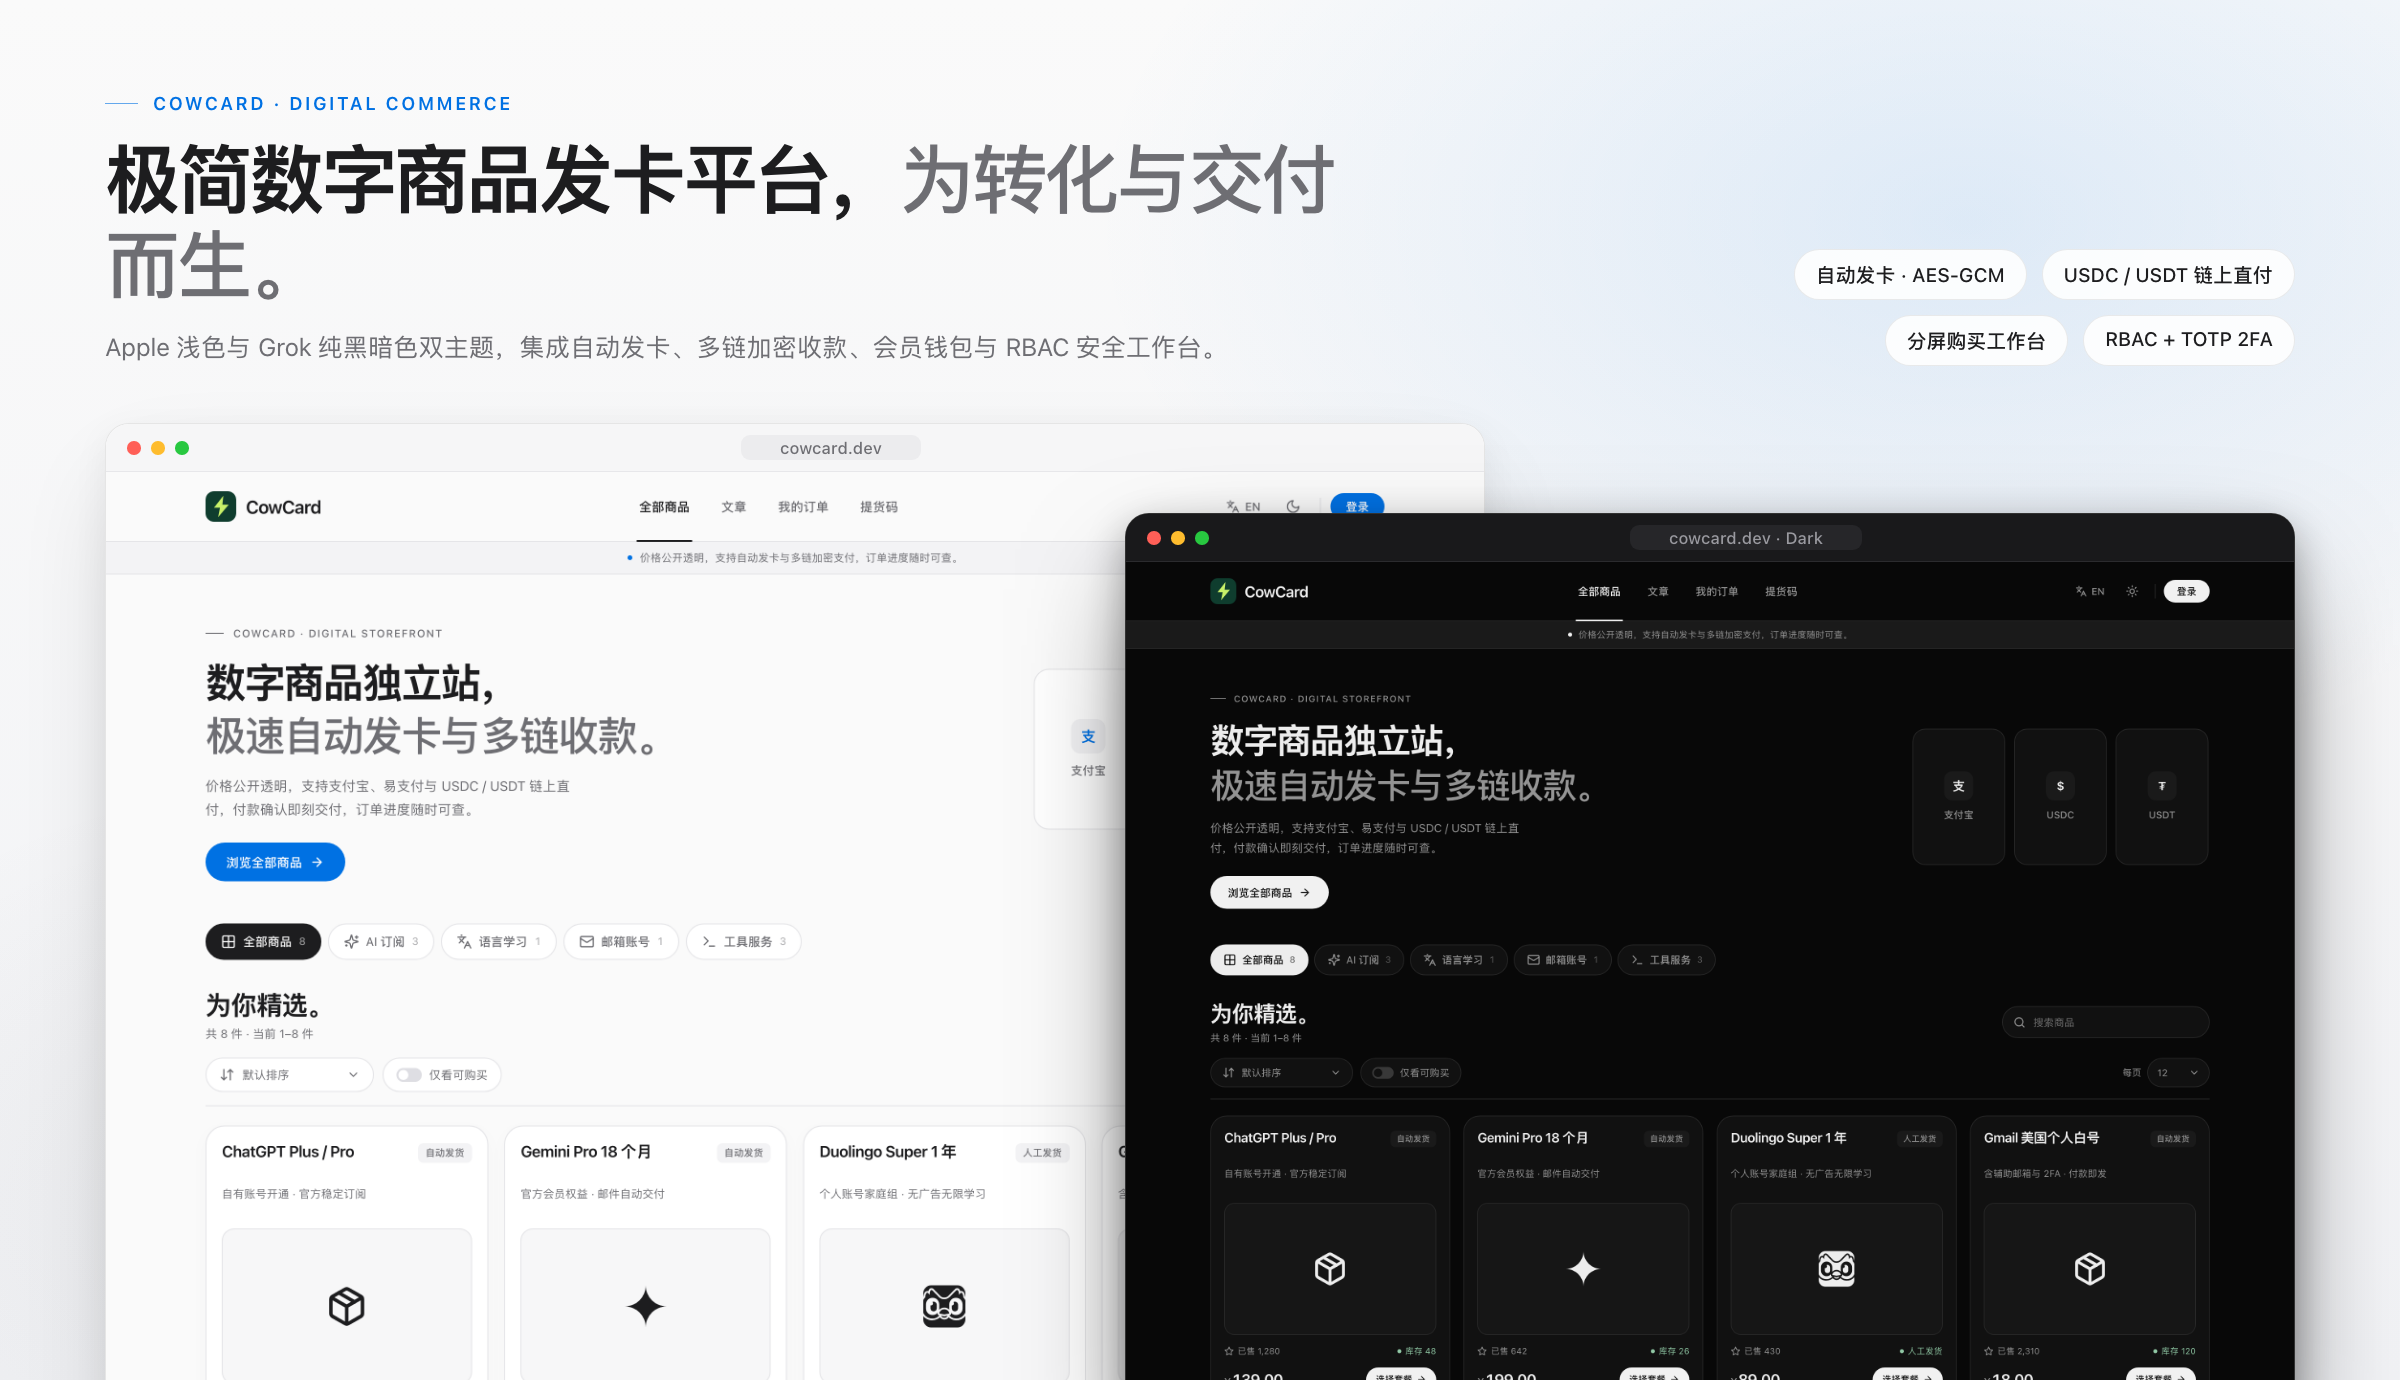 COWCARD · DIGITAL COMMERCE
极简数字商品发卡平台，为转化与交付
而生。
Apple 浅色与 Grok 纯黑暗色双主题，集成自动发卡、多链加密收款、会员钱包与 RBAC 安全工作台。
自动发卡 · AES-GCM
USDC / USDT 链上直付
分屏购买工作台
RBAC + TOTP 2FA
cowcard.dev
CowCard
全部商品 文章 我的订单 提货码
EN
登录
价格公开透明，支持自动发卡与多链加密支付，订单进度随时可查。
COWCARD · DIGITAL STOREFRONT
数字商品独立站，
极速自动发卡与多链收款。
价格公开透明，支持支付宝、易支付与 USDC / USDT 链上直
付，付款确认即刻交付，订单进度随时可查。
浏览全部商品 →
支
支付宝
全部商品 8
AI 订阅 3
语言学习 1
邮箱账号 1
工具服务 3
为你精选。
共 8 件 · 当前 1–8 件
默认排序
仅看可购买
ChatGPT Plus / Pro
自动发货
自有账号开通 · 官方稳定订阅
Gemini Pro 18 个月
自动发货
官方会员权益 · 邮件自动交付
Duolingo Super 1 年
人工发货
个人账号家庭组 · 无广告无限学习
cowcard.dev · Dark
CowCard
全部商品 文章 我的订单 提货码
EN
登录
价格公开透明，支持自动发卡与多链加密支付，订单进度随时可查。
COWCARD · DIGITAL STOREFRONT
数字商品独立站，
极速自动发卡与多链收款。
价格公开透明，支持支付宝、易支付与 USDC / USDT 链上直
付，付款确认即刻交付，订单进度随时可查。
浏览全部商品 →
支
支付宝
$
USDC
₮
USDT
全部商品 8
AI 订阅 3
语言学习 1
邮箱账号 1
工具服务 3
为你精选。
共 8 件 · 当前 1–8 件
搜索商品
默认排序
仅看可购买
每页 12
ChatGPT Plus / Pro
自动发货
自有账号开通 · 官方稳定订阅
已售 1,280
库存 48
139.00
选择套餐 →
Gemini Pro 18 个月
自动发货
官方会员权益 · 邮件自动交付
已售 642
库存 26
199.00
选择套餐 →
Duolingo Super 1 年
人工发货
个人账号家庭组 · 无广告无限学习
已售 430
人工发货
89.00
选择套餐 →
Gmail 美国个人白号
自动发货
含辅助邮箱与 2FA · 付款即发
已售 2,310
库存 120
18.00
选择套餐 →